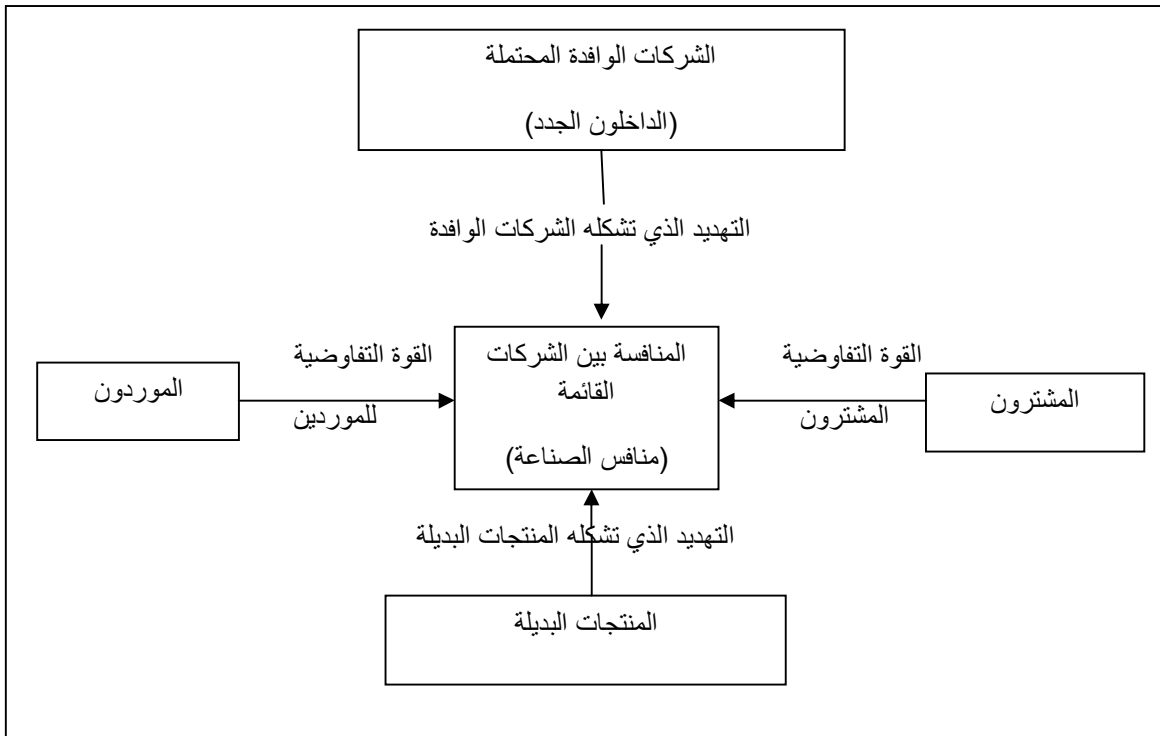 الشركات الوافدة المحتملة
(الداخلون الجدد)
التهديد الذي تشكله الشركات الوافدة
المشترون
القوة التفاوضية
المشترون
المنافسة بين الشركات
القائمة
(منافس الصناعة)
القوة التفاوضية
للموردين
الموردون
التهديد الذي تشكله المنتجات البديلة
المنتجات البديلة